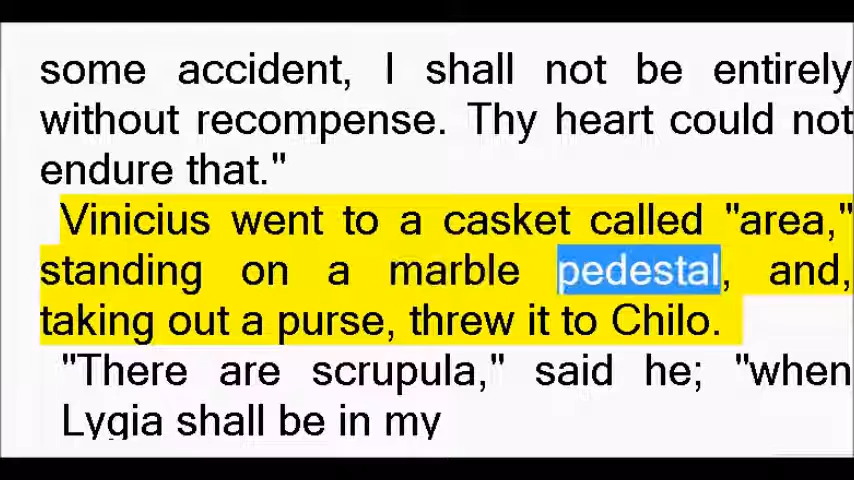 some accident, I shall not be entirely
without recompense. Thy heart could not
endure that."
Vinicius went to a casket called "area,"
standing on a marble pedestal, and,
taking out a purse, threw it to Chilo.
"There are scrupula," said he; "when
Lygia shall be in my